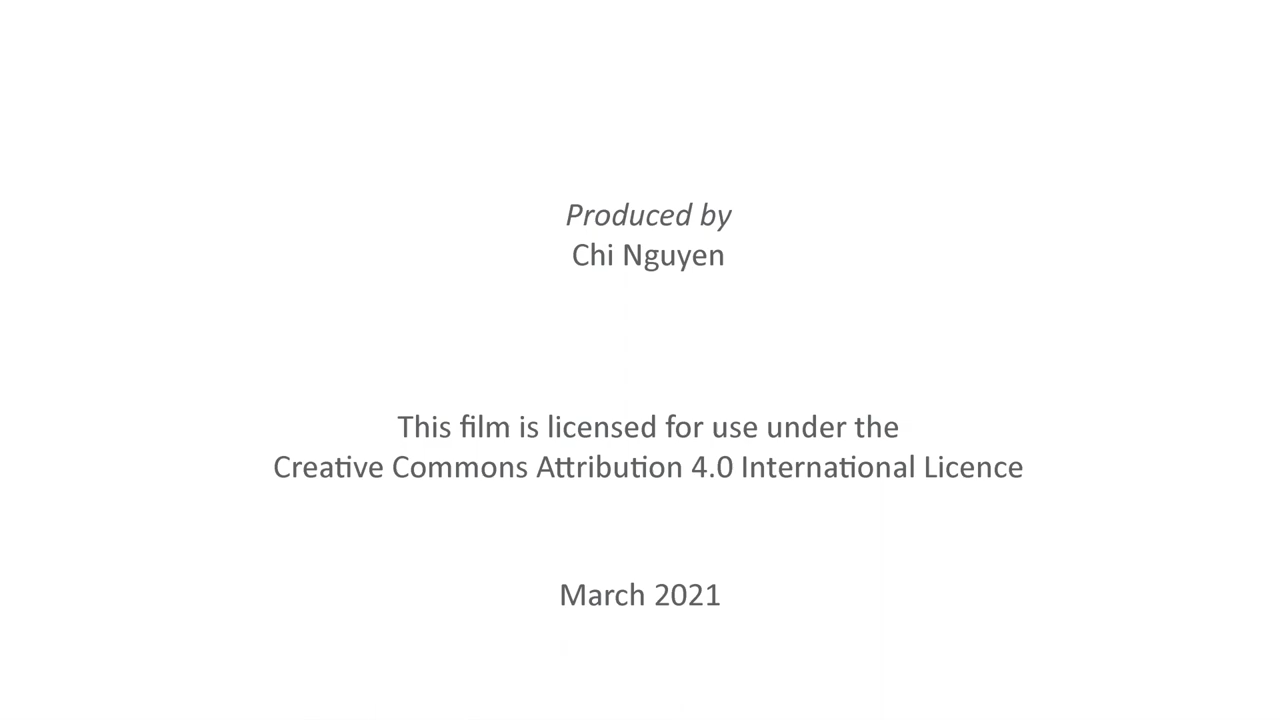 Produced by
Chi Nguyen
This film is licensed for use under the
Creative Commons Attribution 4.0 International Licence
March 2021